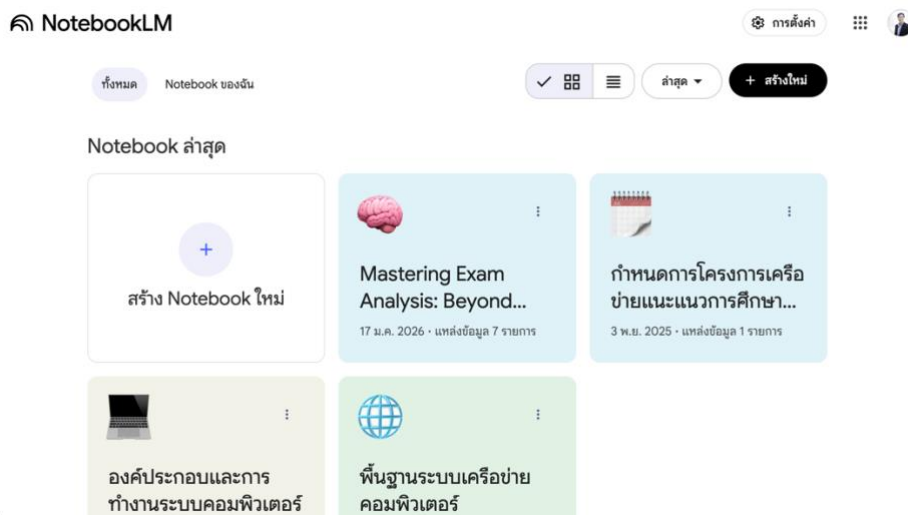 NotebookLM
การตั้งค่า
ทั้งหมด
Notebook ของฉัน
ล่าสุด
+ สร้างใหม่
Notebook ล่าสุด
+
สร้าง Notebook ใหม่
Mastering Exam
Analysis: Beyond...
17 ม.ค. 2026 · แหล่งข้อมูล 7 รายการ
กำหนดการโครงการเครือ
ข่ายแนะแนวการศึกษา...
3 พ.ย. 2025 · แหล่งข้อมูล 1 รายการ
องค์ประกอบและการ
ทำงานระบบคอมพิวเตอร์
พื้นฐานระบบเครือข่าย
คอมพิวเตอร์